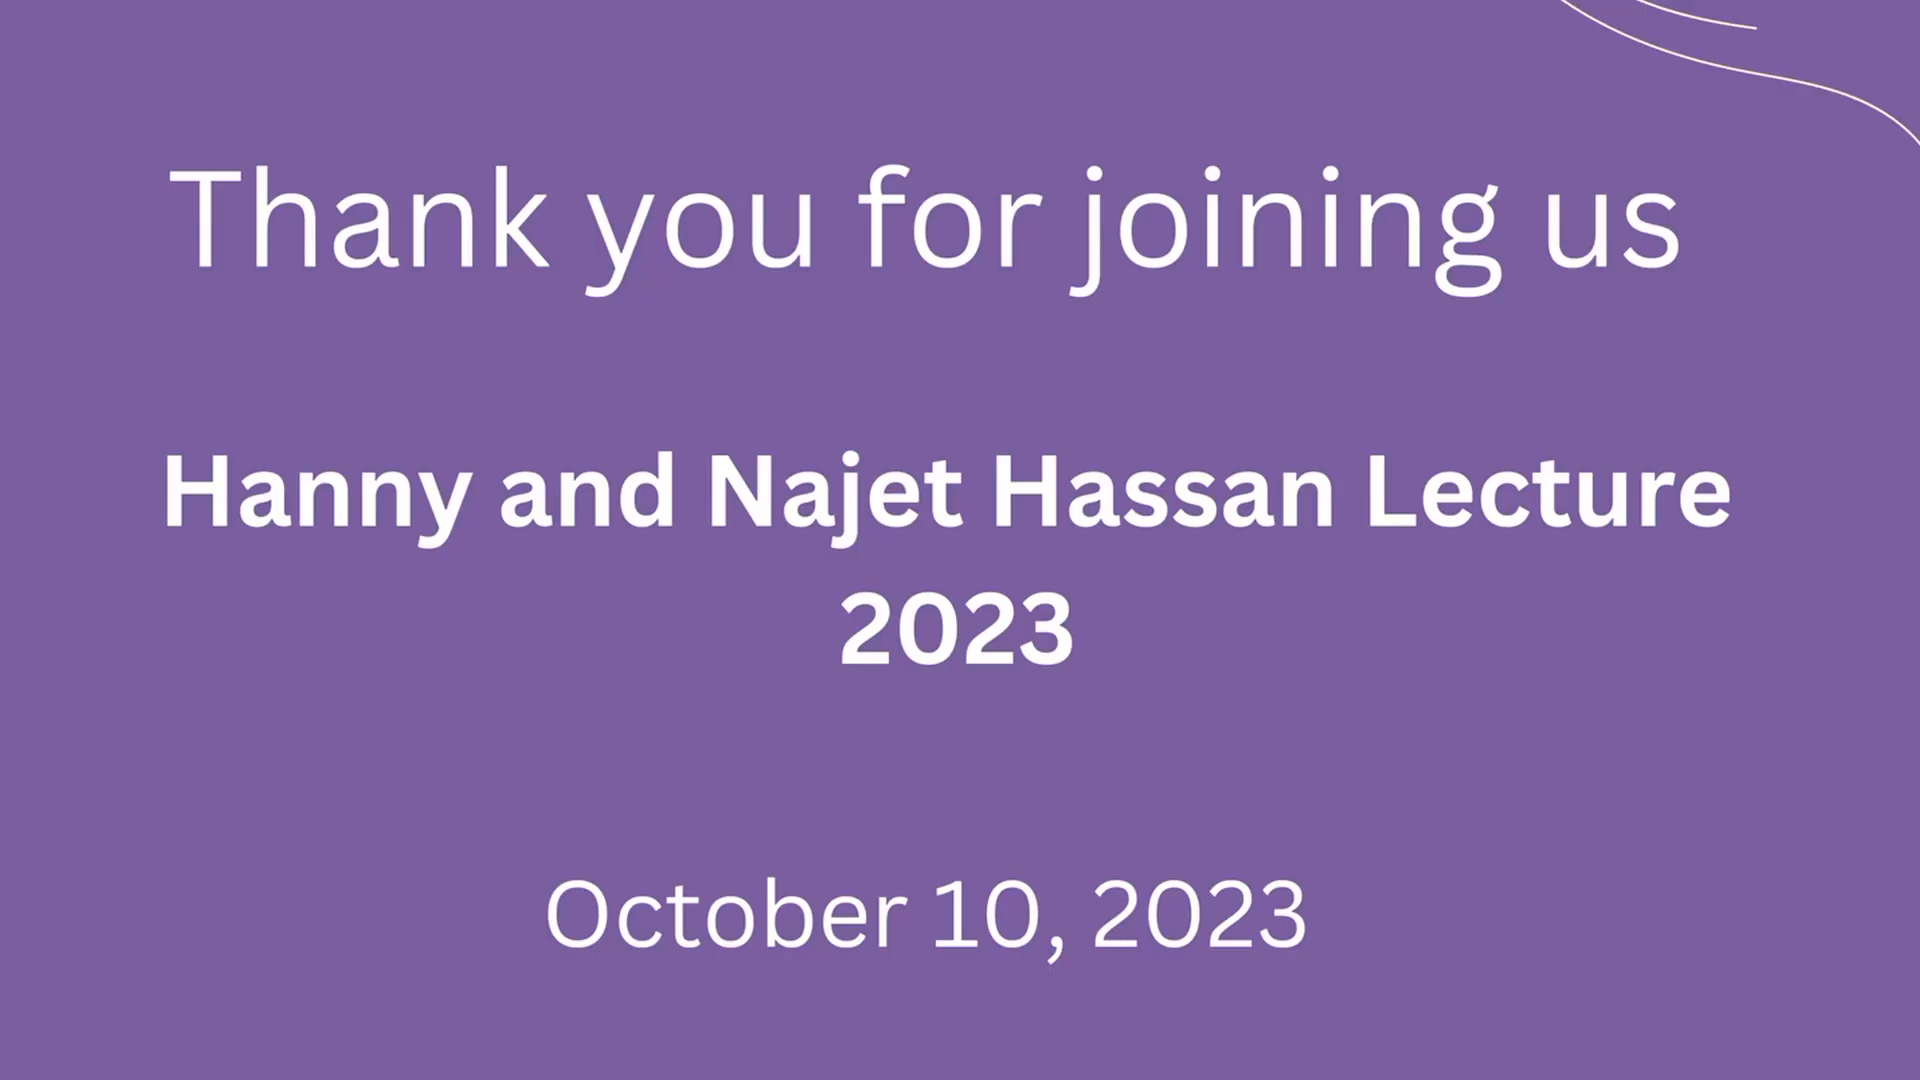 Thank you for joining us
Hanny and Najet Hassan Lecture
2023
October 10, 2023